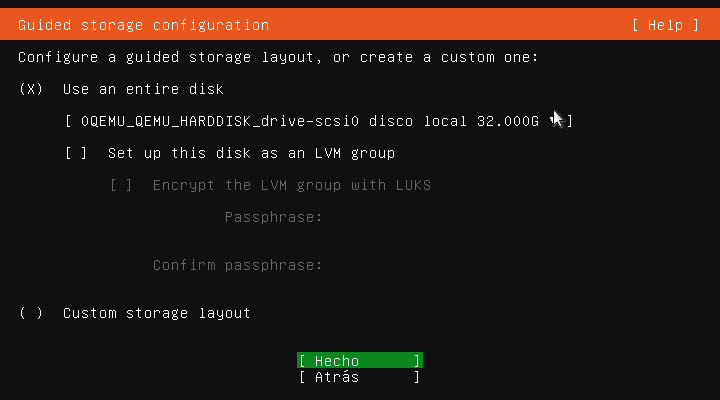 Guided storage configuration [ Help ]
Configure a guided storage layout, or create a custom one:
(X) Use an entire disk
[ 0QEMU_QEMU_HARDDISK_drive-scsi0 disco local 32.000G ▾ ]
[ ] Set up this disk as an LVM group
[ ] Encrypt the LVM group with LUKS
Passphrase:
Confirm passphrase:
( ) Custom storage layout
[ Hecho ]
[ Atrás ]